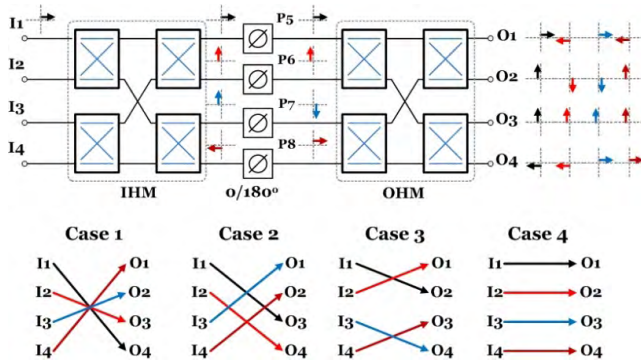 I1 P5 O1
I2 P6 O2
I3 P7 O3
I4 P8 O4
IHM 0/180° OHM
Case 1 Case 2 Case 3 Case 4
I1 O1 I1 O1 I1 O1 I1 O1
I2 O2 I2 O2 I2 O2 I2 O2
I3 O3 I3 O3 I3 O3 I3 O3
I4 O4 I4 O4 I4 O4 I4 O4